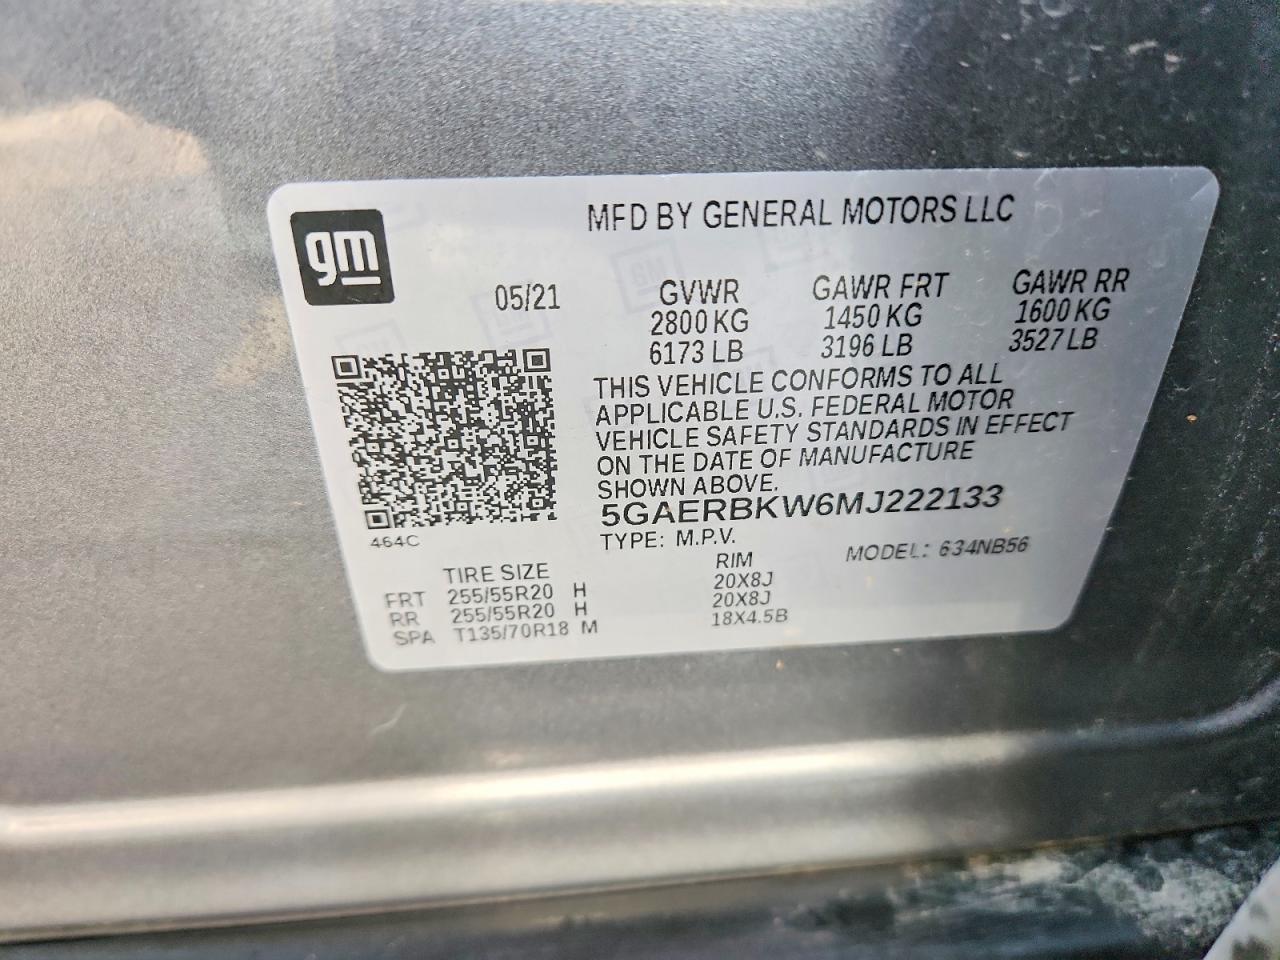 gm
MFD BY GENERAL MOTORS LLC
05/21
GVWR GAWR FRT GAWR RR
2800 KG 1450 KG 1600 KG
6173 LB 3196 LB 3527 LB
THIS VEHICLE CONFORMS TO ALL
APPLICABLE U.S. FEDERAL MOTOR
VEHICLE SAFETY STANDARDS IN EFFECT
ON THE DATE OF MANUFACTURE
SHOWN ABOVE.
5GAERBKW6MJ222133
464C
TYPE: M.P.V. MODEL: 634NB56
TIRE SIZE RIM
FRT 255/55R20 H 20X8J
RR 255/55R20 H 20X8J
SPA T135/70R18 M 18X4.5B